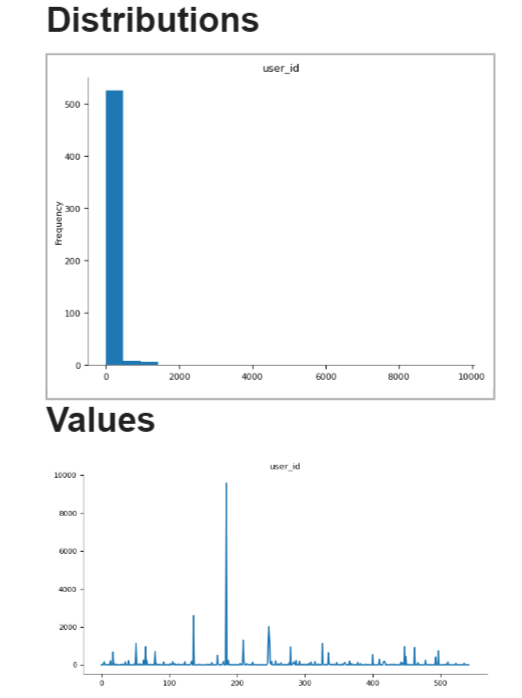 Distributions
user_id
500
400
300
200
100
0
Frequency
0 2000 4000 6000 8000 10000
Values
user_id
10000
8000
6000
4000
2000
0
0 100 200 300 400 500